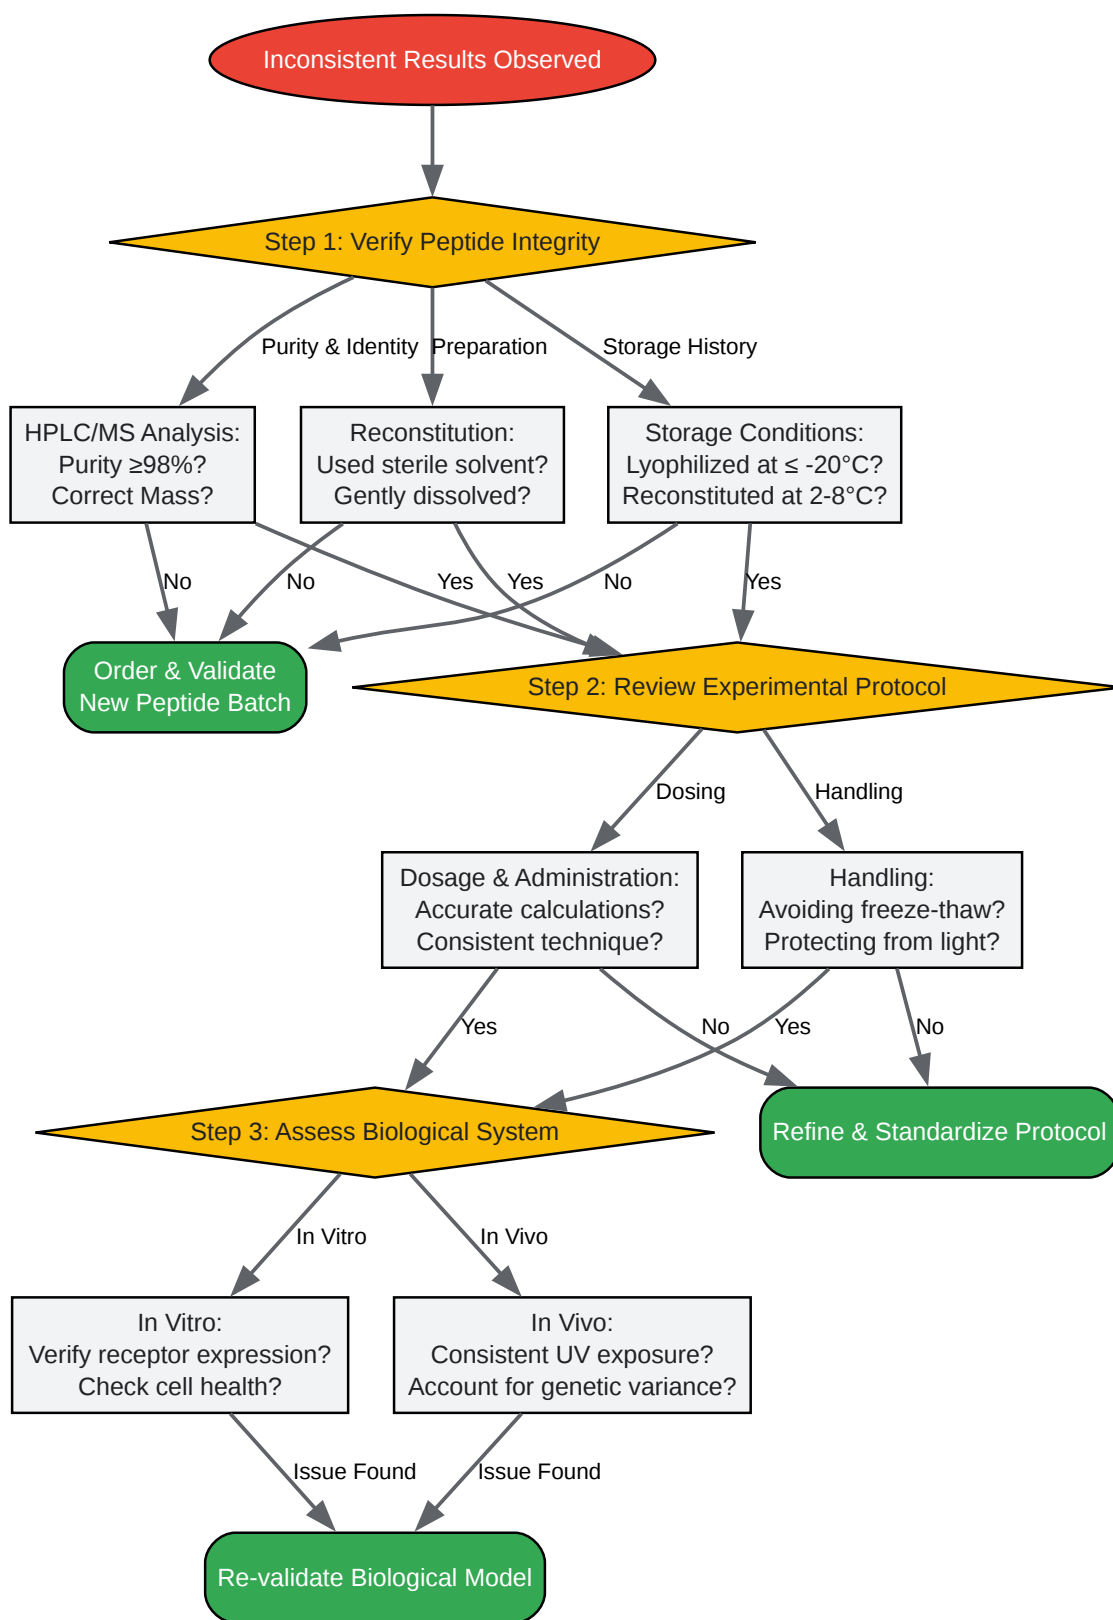 Inconsistent Results Observed
Step 1: Verify Peptide Integrity
Purity & Identity
Preparation
Storage History
HPLC/MS Analysis:
Purity ≥98%?
Correct Mass?
Reconstitution:
Used sterile solvent?
Gently dissolved?
Storage Conditions:
Lyophilized at ≤ -20°C?
Reconstituted at 2-8°C?
No
No
Yes
Yes
No
Yes
Order & Validate
New Peptide Batch
Step 2: Review Experimental Protocol
Dosing
Handling
Dosage & Administration:
Accurate calculations?
Consistent technique?
Handling:
Avoiding freeze-thaw?
Protecting from light?
Yes
No
Yes
No
Step 3: Assess Biological System
Refine & Standardize Protocol
In Vitro
In Vivo
In Vitro:
Verify receptor expression?
Check cell health?
In Vivo:
Consistent UV exposure?
Account for genetic variance?
Issue Found
Issue Found
Re-validate Biological Model